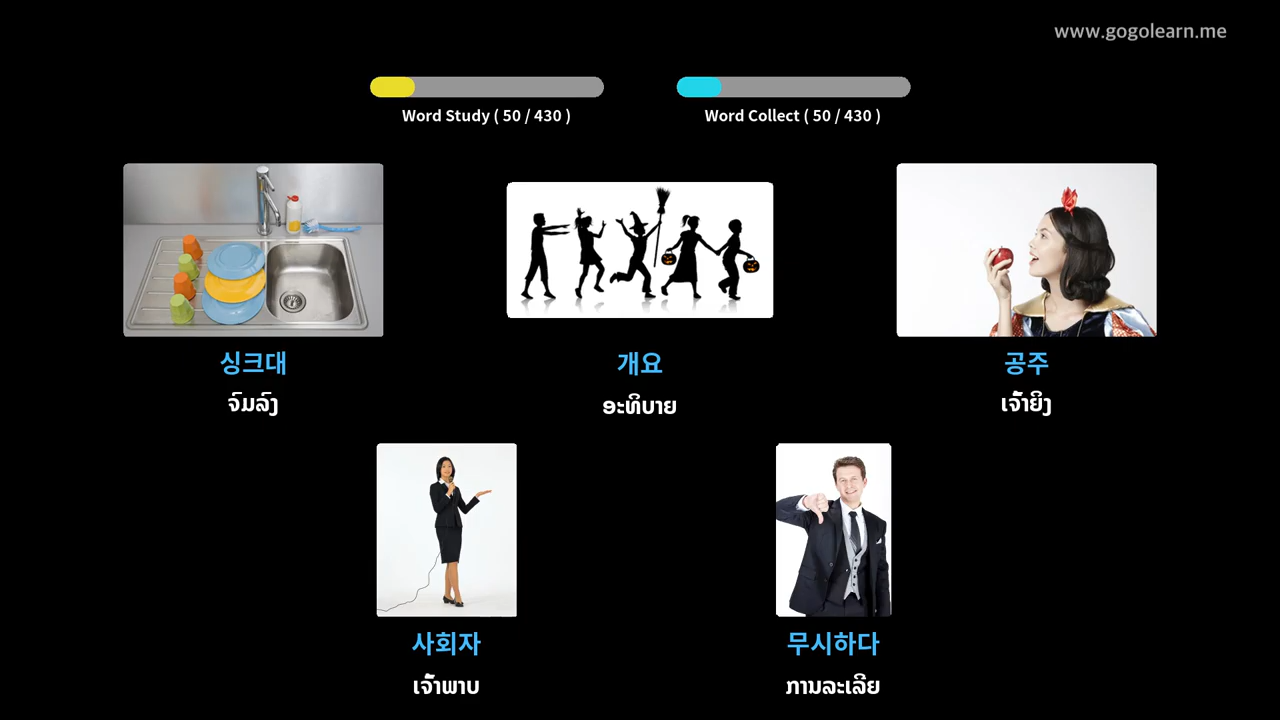 www.gogolearn.me
Word Study ( 50 / 430 )
Word Collect ( 50 / 430 )
싱크대
ຈົມລົງ
개요
ອະທິບາຍ
공주
ເຈົ້າຍິງ
사회자
ເຈົ້າພາບ
무시하다
ການລະເລີຍ